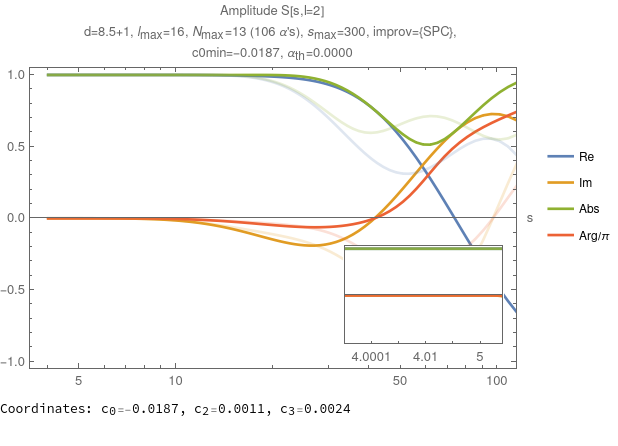 Amplitude S[s,l=2]
d=8.5+1, lmax=16, Nmax=13 (106 α's), smax=300, improv={SPC},
c0min=−0.0187, αth=0.0000
1.0
0.5
0.0
−0.5
−1.0
s
Re
Im
Abs
Arg/π
4.0001 4.01 5
5 10 50 100
Coordinates: c0=-0.0187, c2=0.0011, c3=0.0024